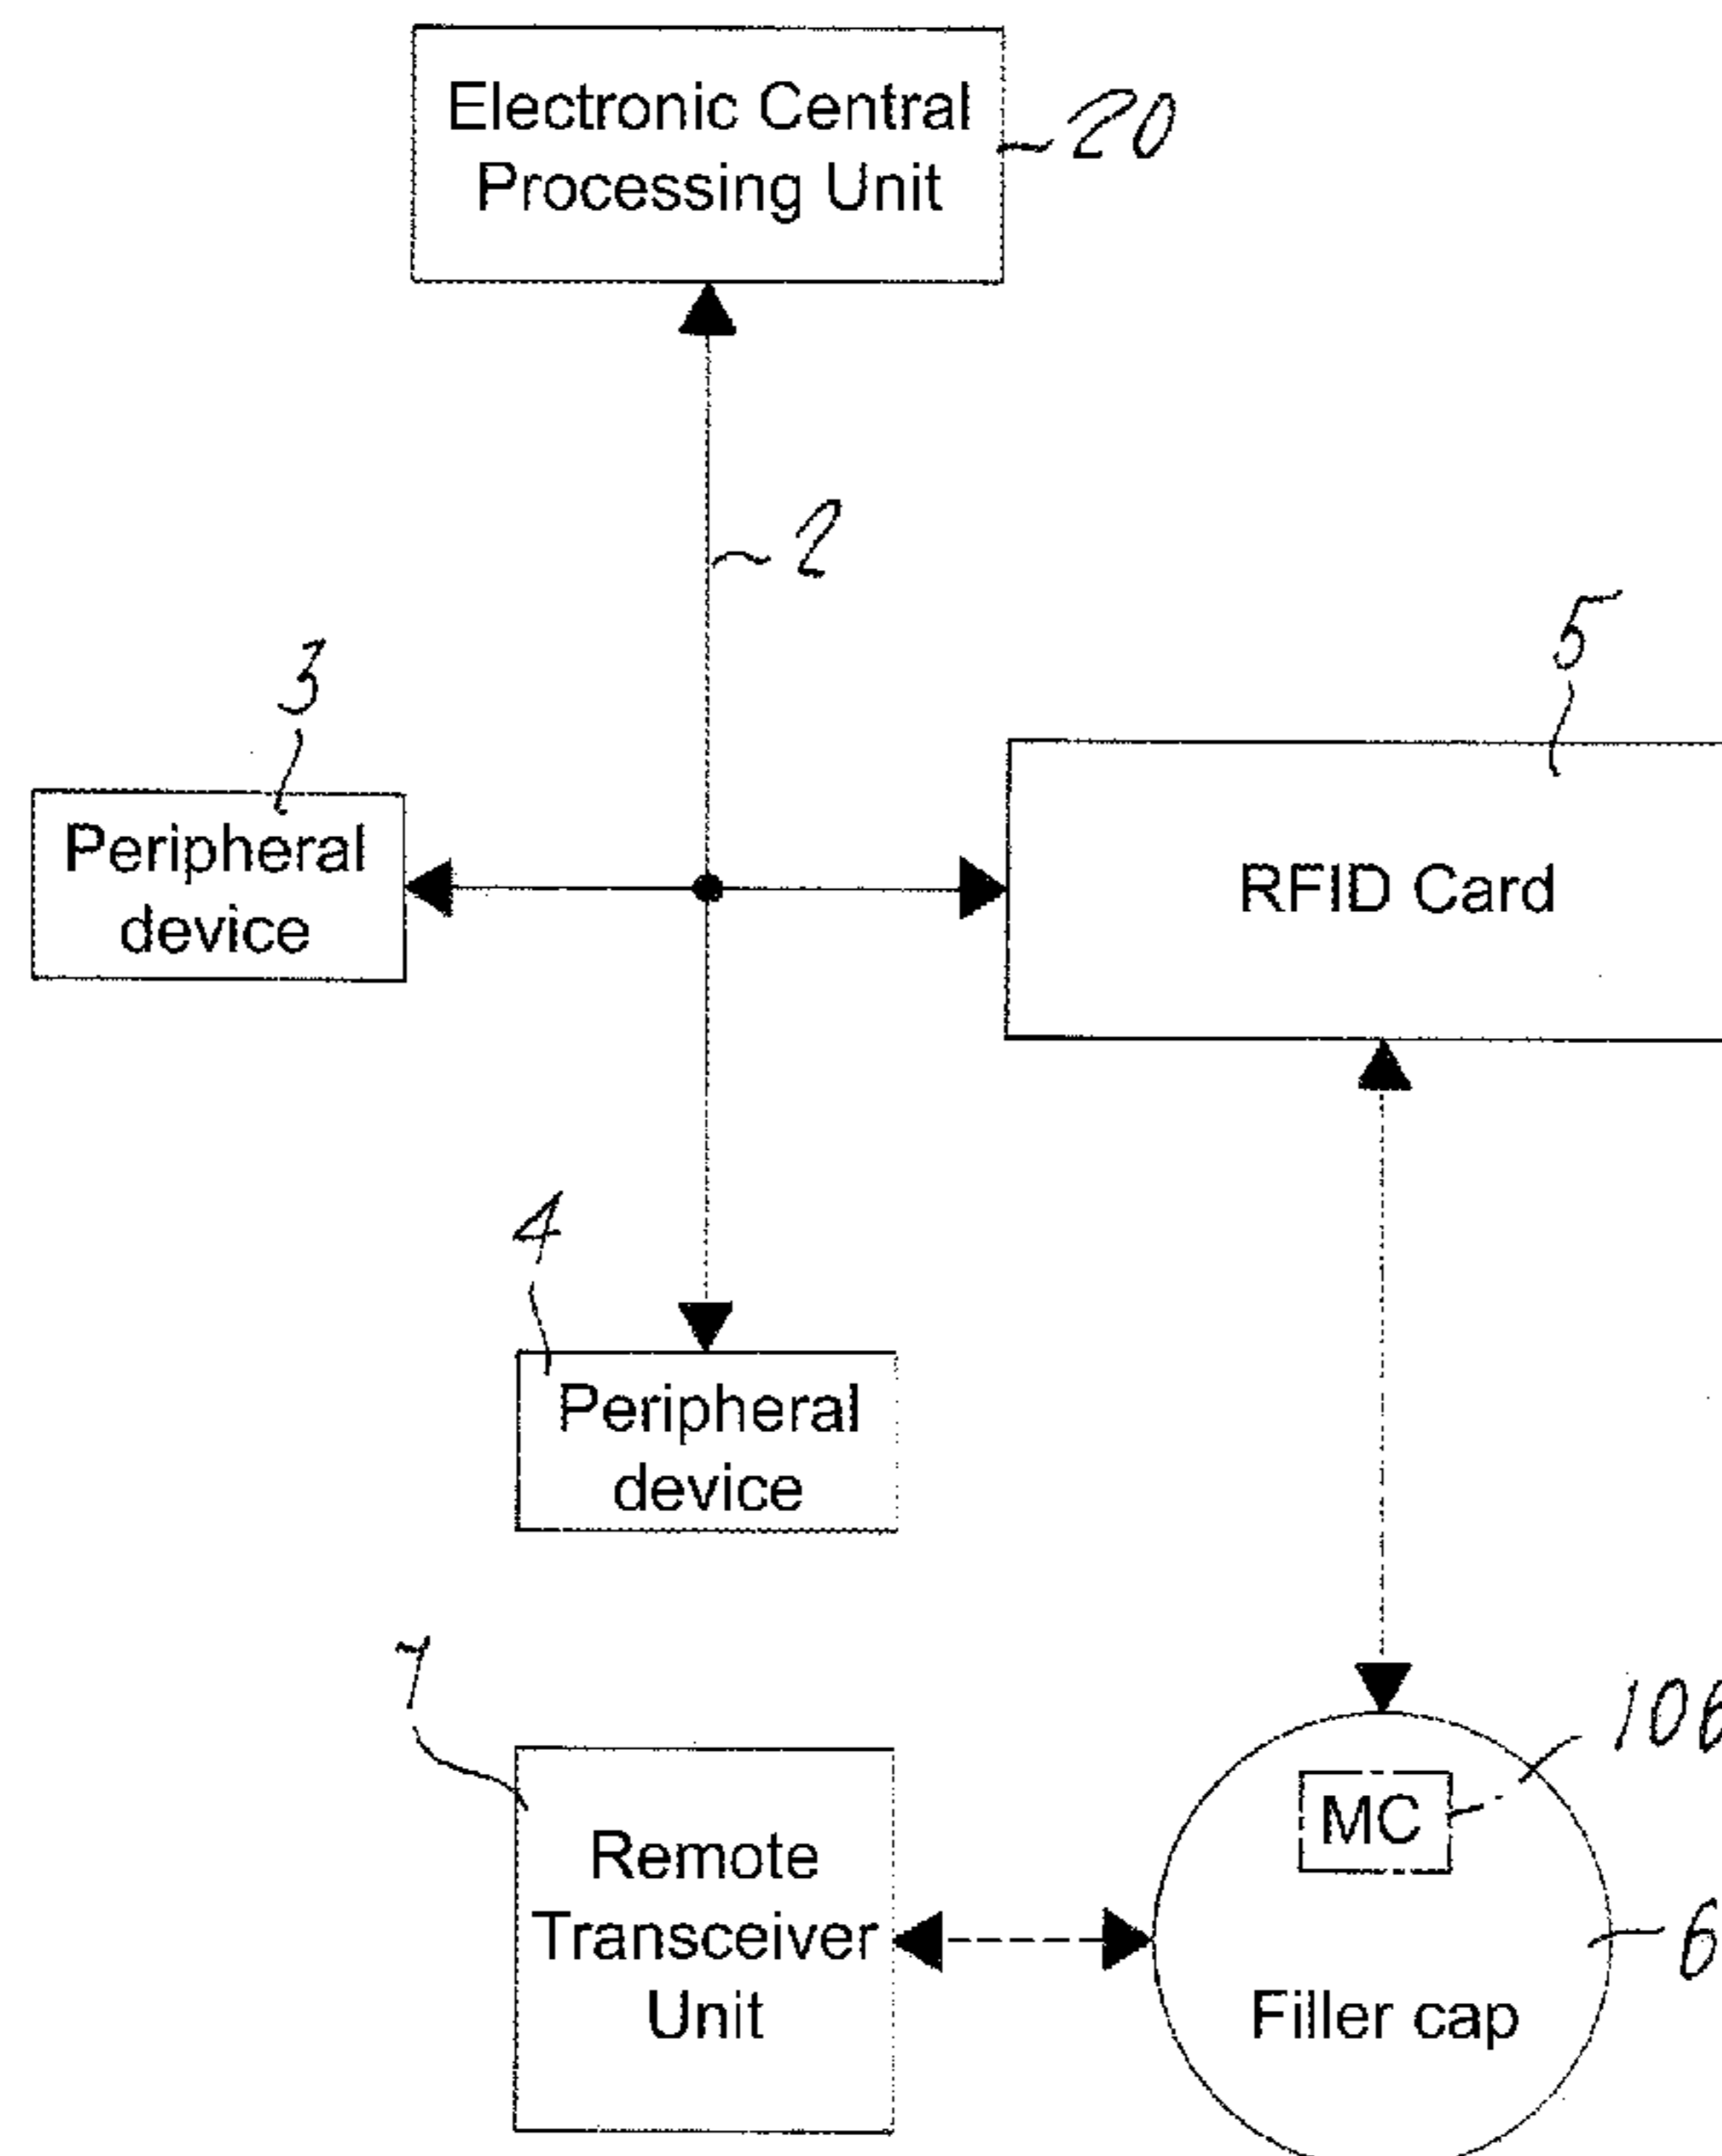 Electronic Central
Processing Unit
20
2
3
5
Peripheral
device
RFID Card
4
Peripheral
device
7
106
MC
Remote
Transceiver
Unit
6
Filler cap